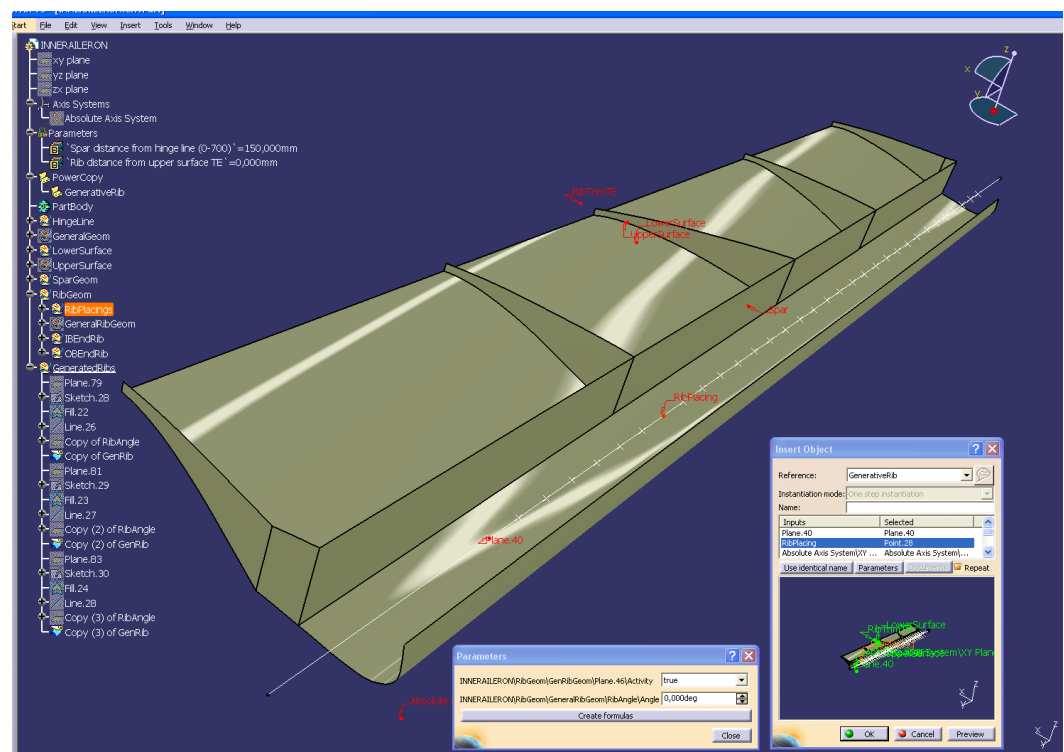 Start File Edit View Insert Tools Window Help
INNERAILERON
xy plane
yz plane
zx plane
Axis Systems
Absolute Axis System
Parameters
`Spar distance from hinge line (0-700)`=150,000mm
`Rib distance from upper surface TE`=0,000mm
PowerCopy
GenerativeRib
PartBody
HingeLine
GeneralGeom
LowerSurface
UpperSurface
SparGeom
RibGeom
RibPlacings
GeneralRibGeom
IBEndRib
OBEndRib
GeneratedRibs
Plane.79
Sketch.28
Fill.22
Line.26
Copy of RibAngle
Copy of GenRib
Plane.81
Sketch.29
Fill.23
Line.27
Copy (2) of RibAngle
Copy (2) of GenRib
Plane.83
Sketch.30
Fill.24
Line.28
Copy (3) of RibAngle
Copy (3) of GenRib
z
x
y
RibTrimTE
LowerSurface
UpperSurface
Spar
RibPlacing
Plane.40
Absolute
Parameters
INNERAILERON\RibGeom\GenRibGeom\Plane.46\Activity true
INNERAILERON\RibGeom\GeneralRibGeom\RibAngle\Angle 0,000deg
Create formulas
Close
Insert Object
Reference: GenerativeRib
Instantiation mode: One step instantiation
Name:
Inputs Selected
Plane.40 Plane.40
RibPlacing Point.28
Absolute Axis System\XY ... Absolute Axis System\...
Use identical name Parameters Documents Repeat
LowerSurface
System\XY Plan
Plane.40
z
x
y
OK Cancel Preview
z
x
y